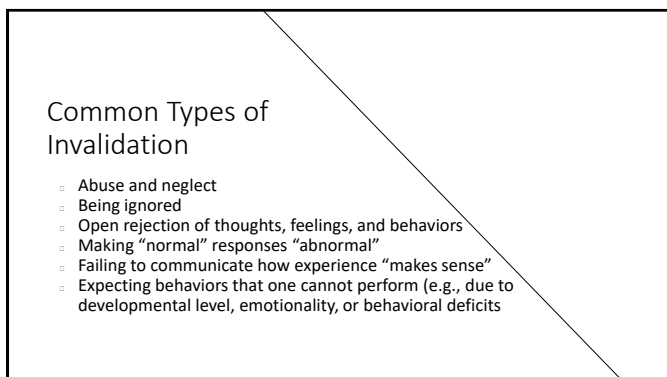 Common Types of
Invalidation
▫ Abuse and neglect
▫ Being ignored
▫ Open rejection of thoughts, feelings, and behaviors
▫ Making “normal” responses “abnormal”
▫ Failing to communicate how experience “makes sense”
▫ Expecting behaviors that one cannot perform (e.g., due to
developmental level, emotionality, or behavioral deficits